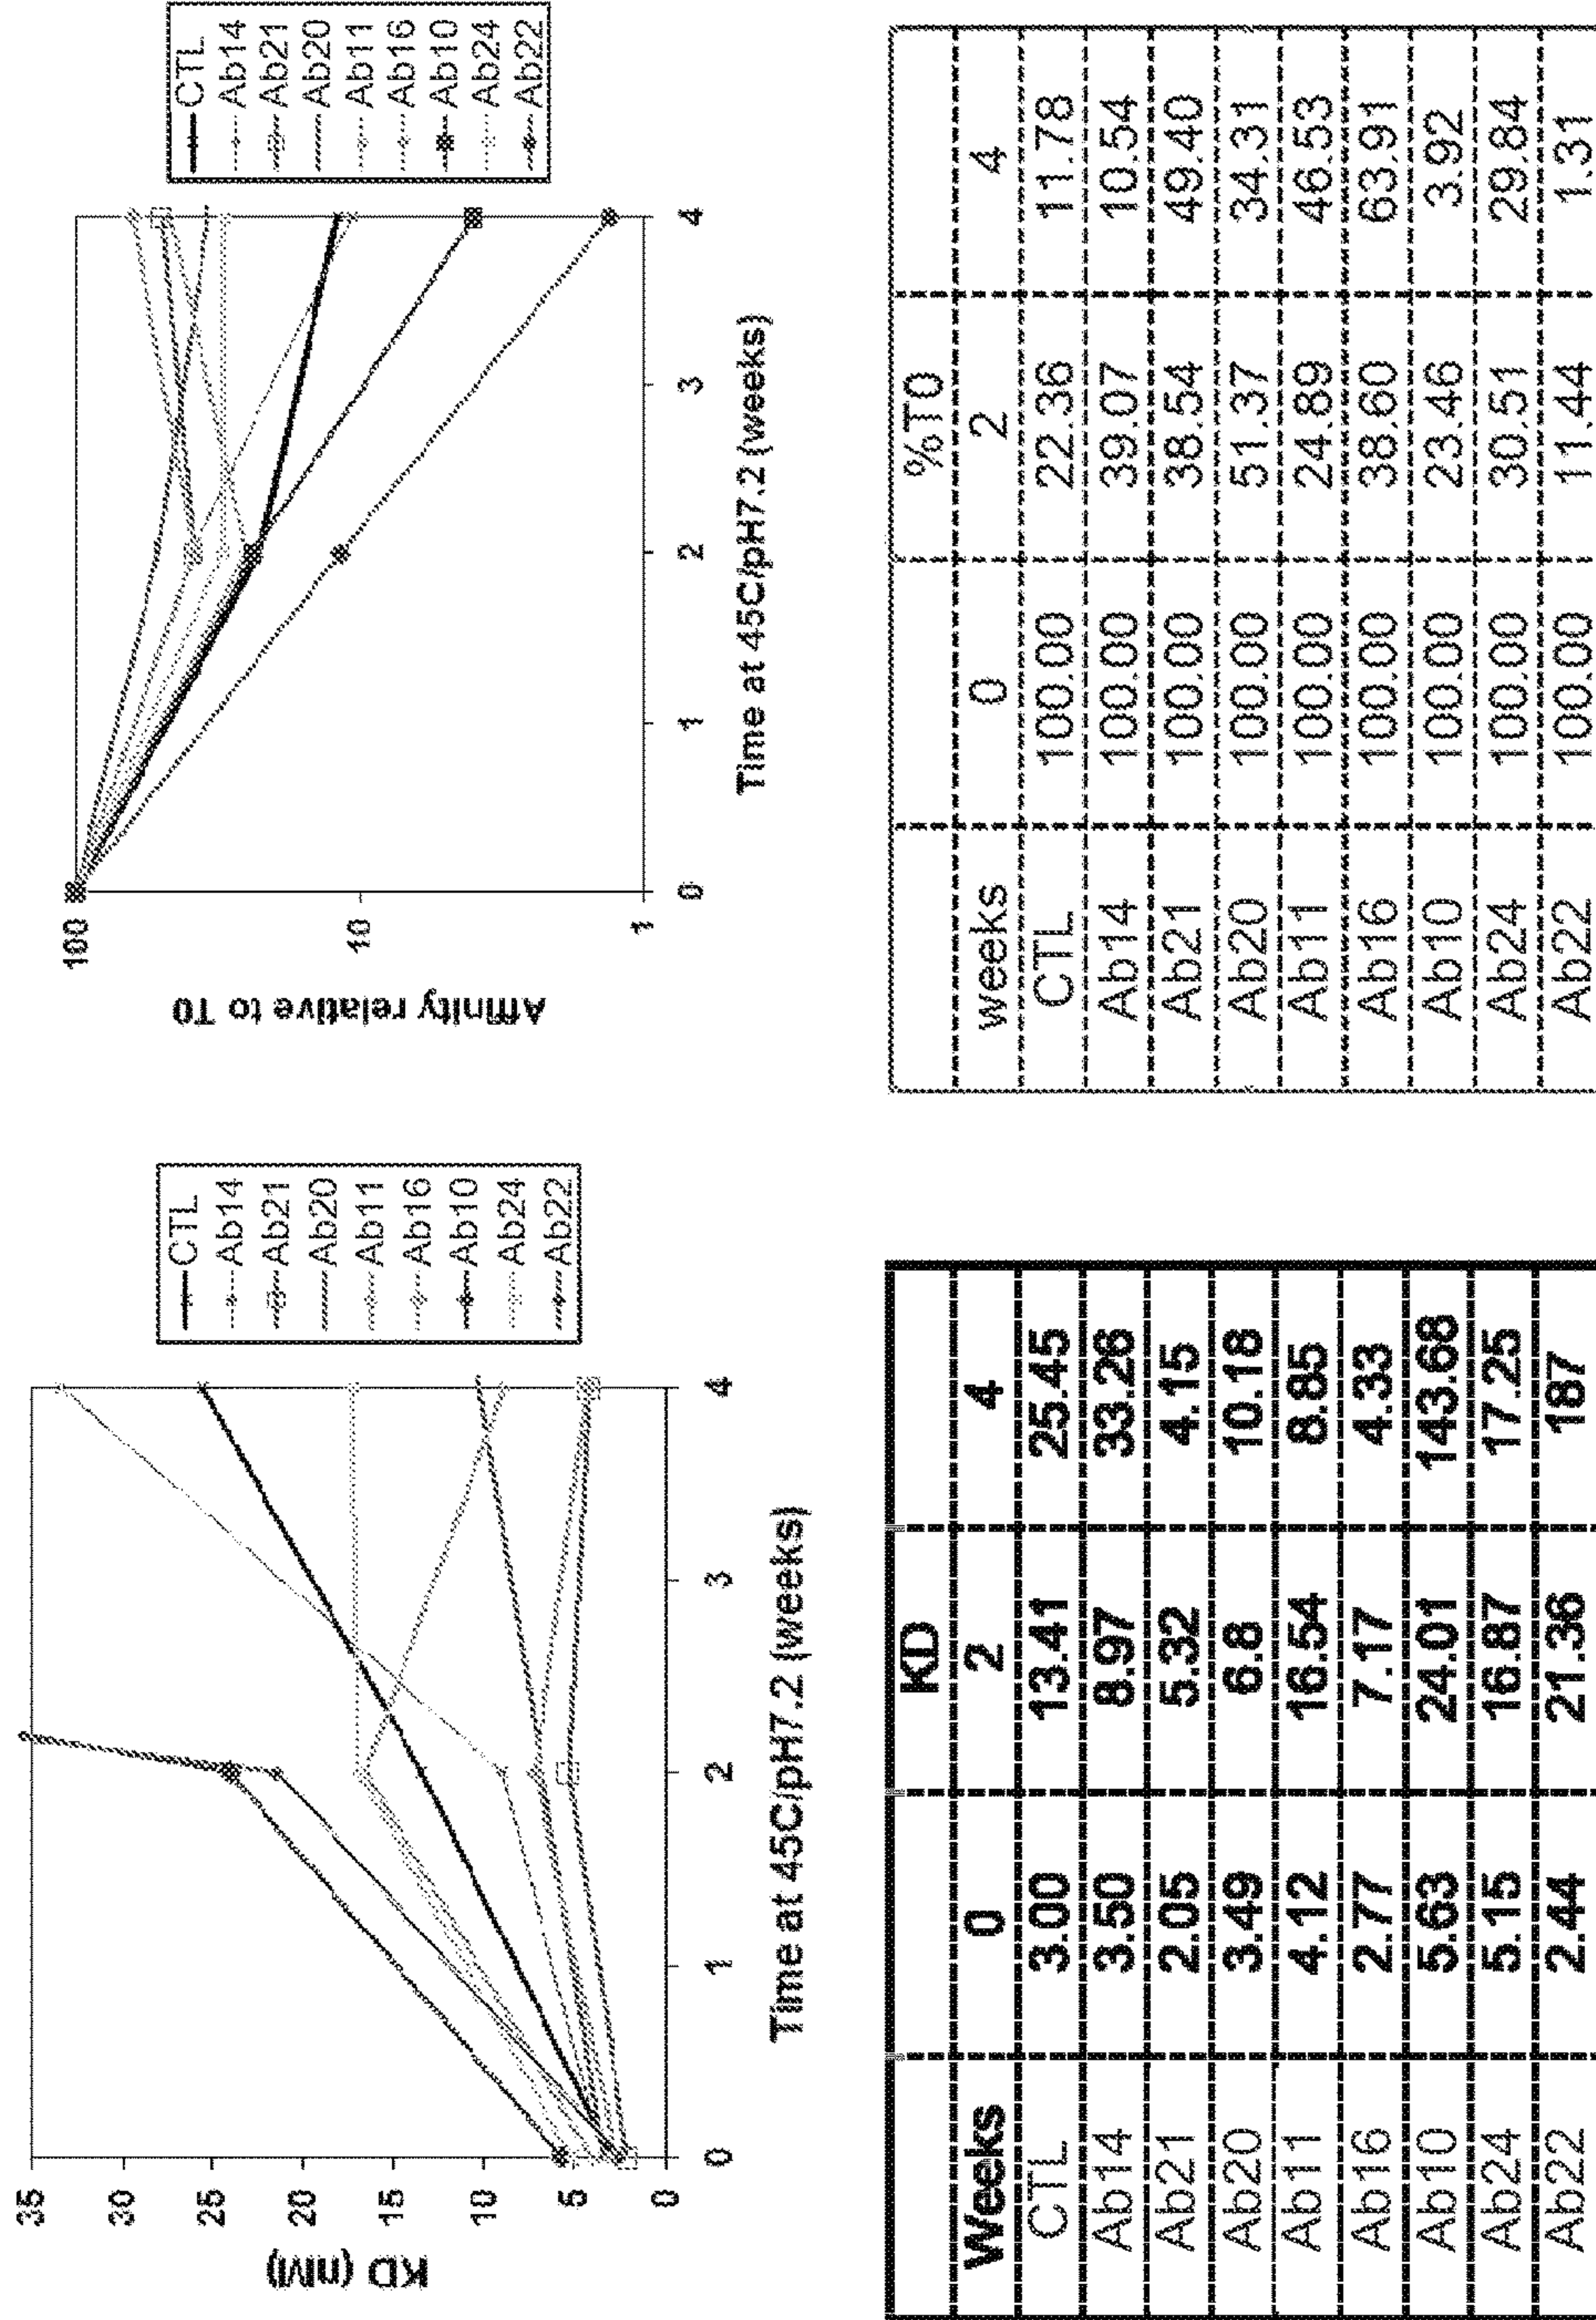 35
30
25
20
15
10
5
0
KD (nM)
0 1 2 3 4
Time at 45C/pH7.2 (weeks)
CTL
Ab14
Ab21
Ab20
Ab11
Ab16
Ab10
Ab24
Ab22
100
10
1
Affinity relative to T0
0 1 2 3 4
Time at 45C/pH7.2 (weeks)
CTL
Ab14
Ab21
Ab20
Ab11
Ab16
Ab10
Ab24
Ab22
KD
Weeks 0 2 4
CTL 3.00 13.41 25.45
Ab14 3.50 8.97 33.26
Ab21 2.05 5.32 4.15
Ab20 3.49 6.8 10.18
Ab11 4.12 16.54 8.85
Ab16 2.77 7.17 4.33
Ab10 5.63 24.01 143.68
Ab24 5.15 16.87 17.25
Ab22 2.44 21.36 187
%T0
weeks 0 2 4
CTL 100.00 22.36 11.78
Ab14 100.00 39.07 10.54
Ab21 100.00 38.54 49.40
Ab20 100.00 51.37 34.31
Ab11 100.00 24.89 46.53
Ab16 100.00 38.60 63.91
Ab10 100.00 23.46 3.92
Ab24 100.00 30.51 29.84
Ab22 100.00 11.44 1.31